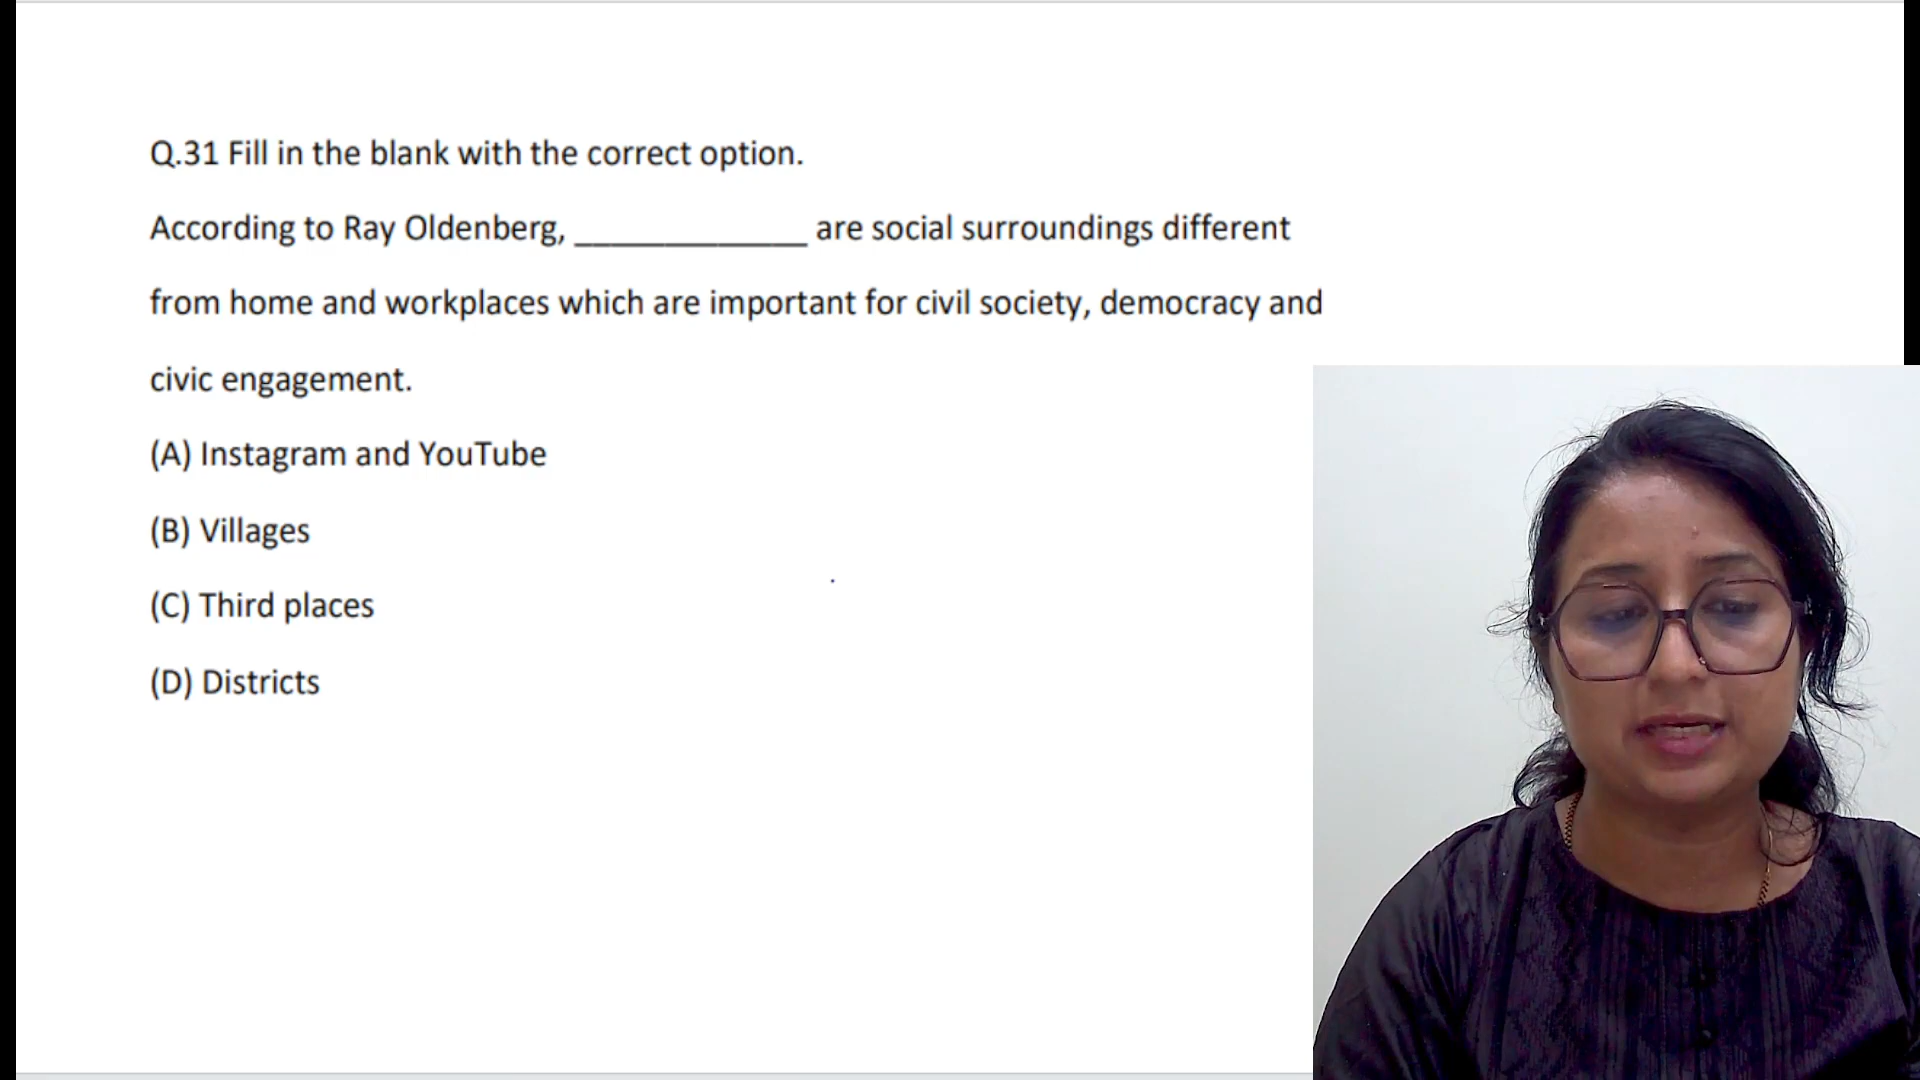 Q.31 Fill in the blank with the correct option.
According to Ray Oldenberg, _____________ are social surroundings different
from home and workplaces which are important for civil society, democracy and
civic engagement.
(A) Instagram and YouTube
(B) Villages
(C) Third places
(D) Districts